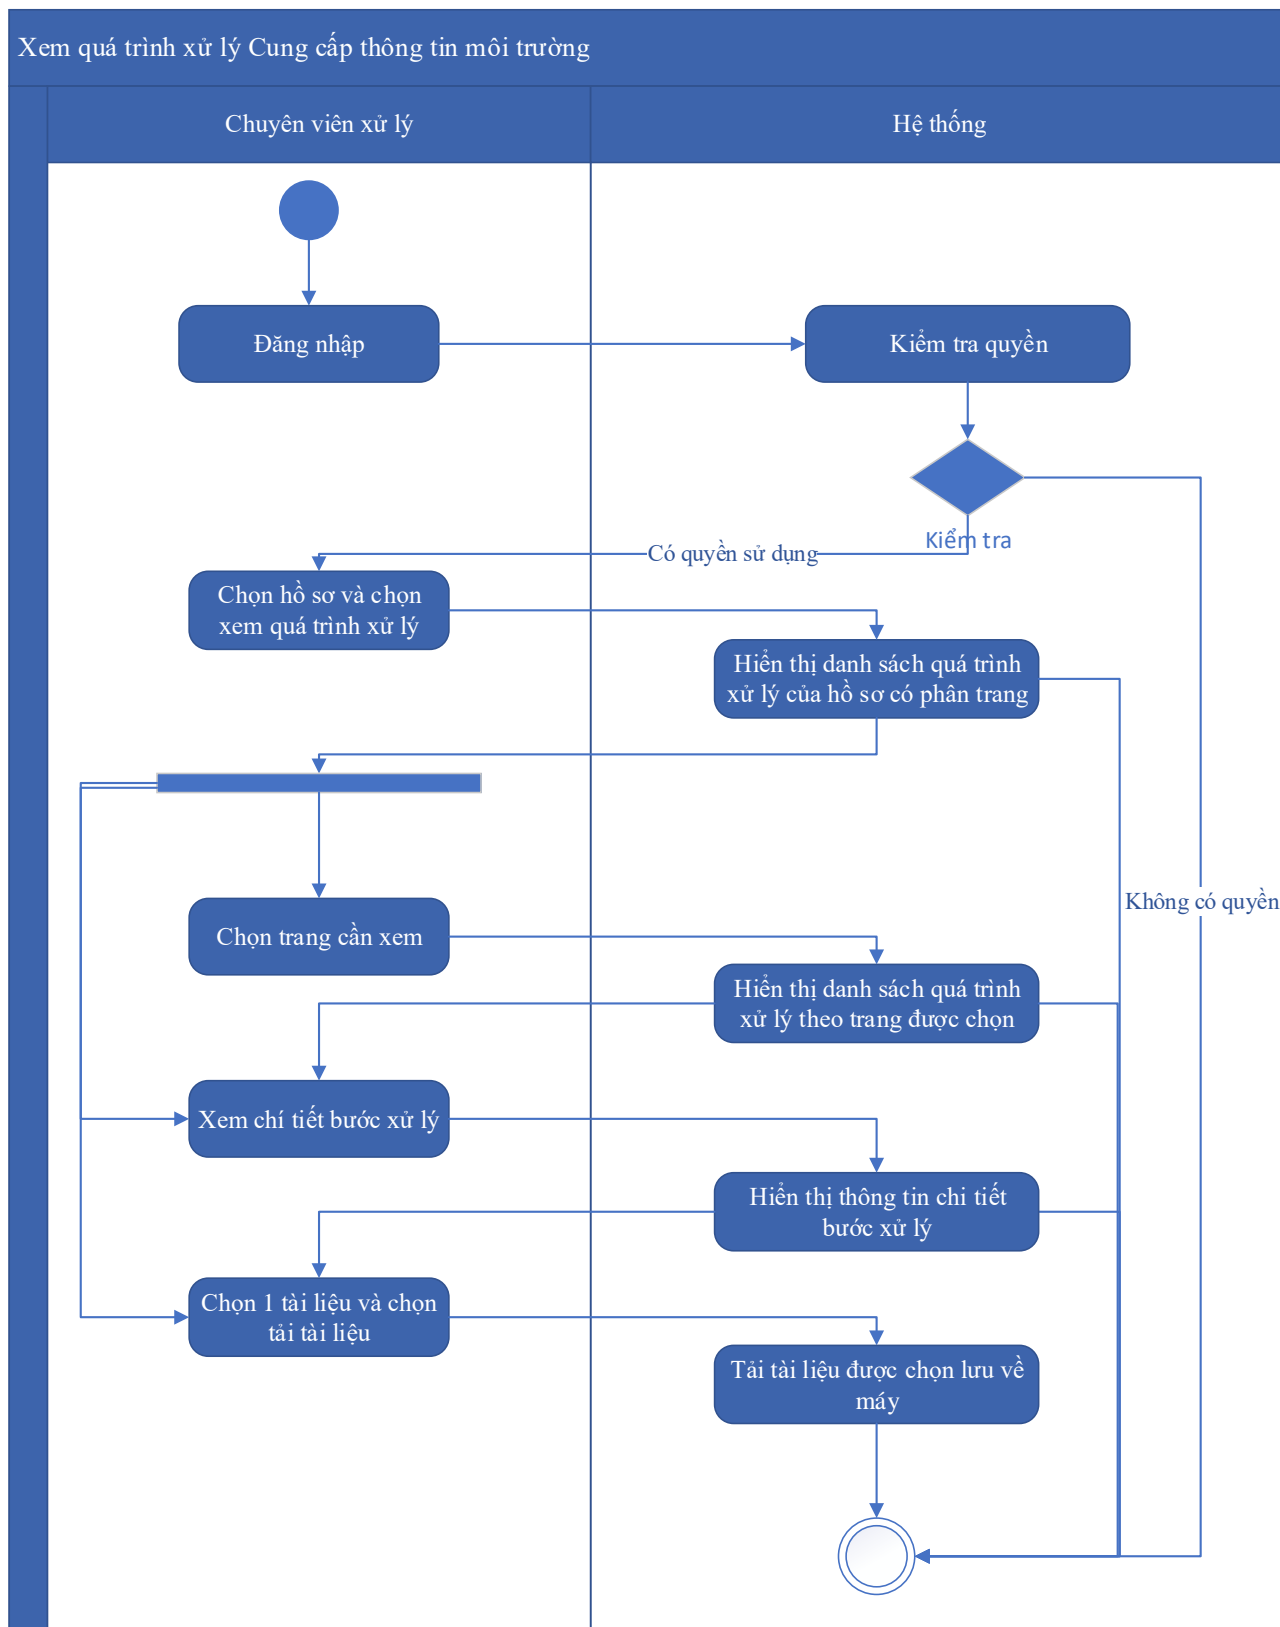 Xem quá trình xử lý Cung cấp thông tin môi trường
Chuyên viên xử lý
Hệ thống
Đăng nhập
Kiểm tra quyền
Kiểm tra
Có quyền sử dụng
Chọn hồ sơ và chọn
xem quá trình xử lý
Hiển thị danh sách quá trình
xử lý của hồ sơ có phân trang
Không có quyền
Chọn trang cần xem
Hiển thị danh sách quá trình
xử lý theo trang được chọn
Xem chí tiết bước xử lý
Hiển thị thông tin chi tiết
bước xử lý
Chọn 1 tài liệu và chọn
tải tài liệu
Tải tài liệu được chọn lưu về
máy